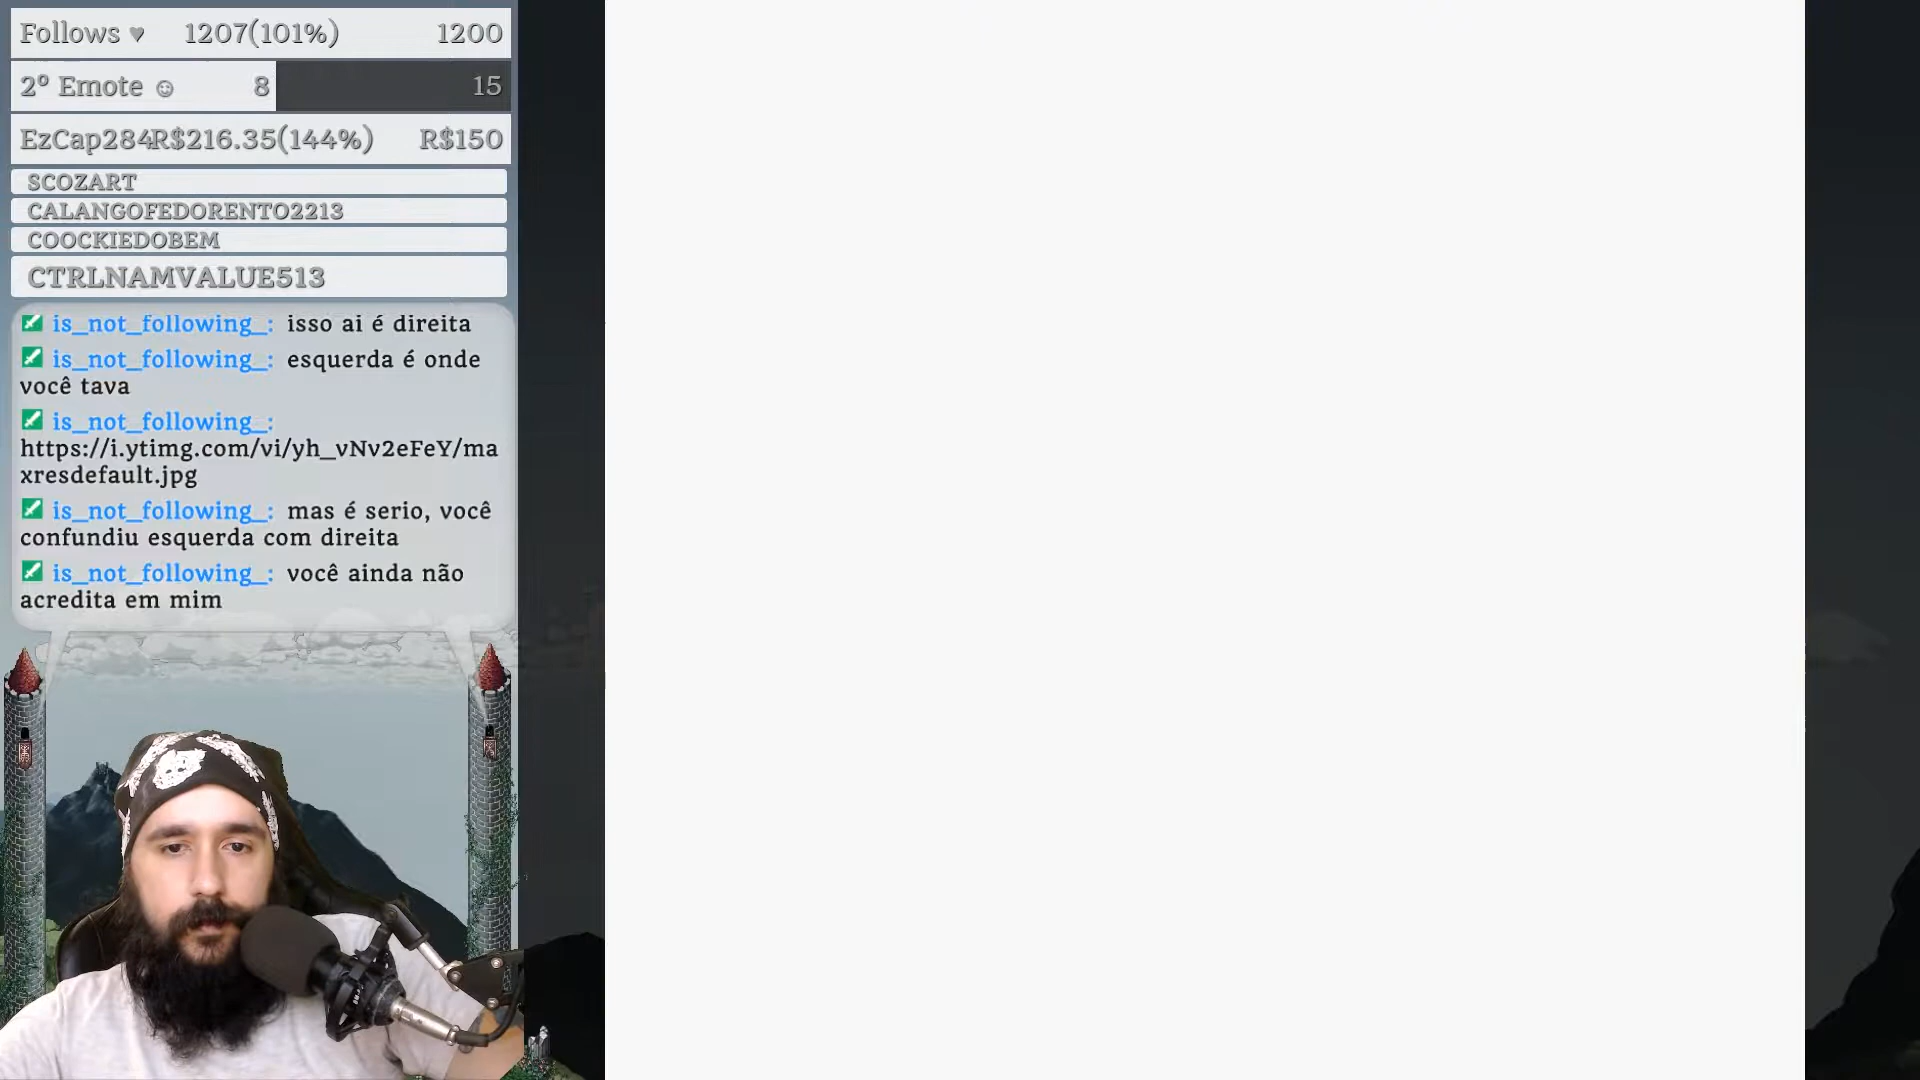 Follows ♥ 1207(101%) 1200
2º Emote ☺ 8 15
EzCap284R$216.35(144%) R$150
SCOZART
CALANGOFEDORENTO2213
COOCKIEDOBEM
CTRLNAMVALUE513
is_not_following_: isso ai é direita
is_not_following_: esquerda é onde
você tava
is_not_following_:
https://i.ytimg.com/vi/yh_vNv2eFeY/ma
xresdefault.jpg
is_not_following_: mas é serio, você
confundiu esquerda com direita
is_not_following_: você ainda não
acredita em mim